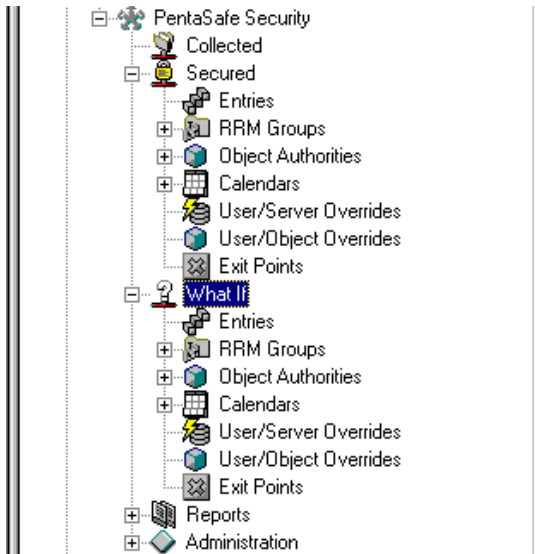 PentaSafe Security
Collected
Secured
Entries
RRM Groups
Object Authorities
Calendars
User/Server Overrides
User/Object Overrides
Exit Points
What If
Entries
RRM Groups
Object Authorities
Calendars
User/Server Overrides
User/Object Overrides
Exit Points
Reports
Administration